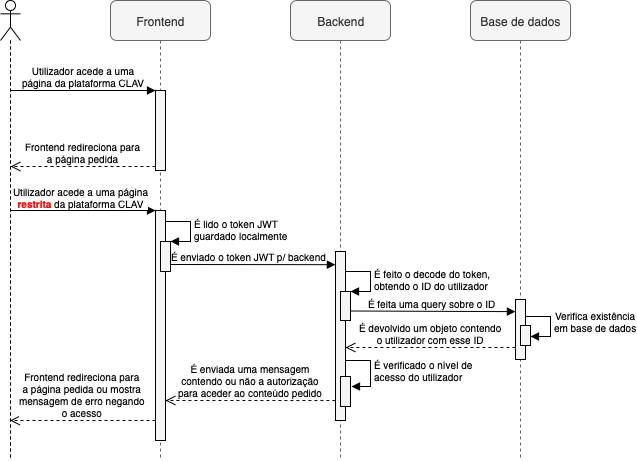 Frontend
Backend
Base de dados
Utilizador acede a uma
página da plataforma CLAV
Frontend redireciona para
a página pedida
Utilizador acede a uma página
restrita da plataforma CLAV
É lido o token JWT
guardado localmente
É enviado o token JWT p/ backend
É feito o decode do token,
obtendo o ID do utilizador
É feita uma query sobre o ID
Verifica existência
em base de dados
É devolvido um objeto contendo
o utilizador com esse ID
É verificado o nível de
acesso do utilizador
É enviada uma mensagem
contendo ou não a autorização
para aceder ao conteúdo pedido
Frontend redireciona para
a página pedida ou mostra
mensagem de erro negando
o acesso